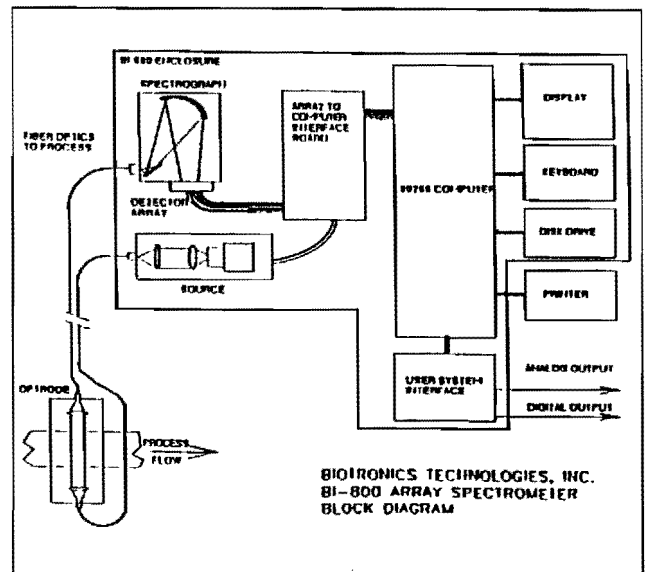 BI-800 ENCLOSURE
SPECTROGRAPH
FIBER OPTICS
TO PROCESS
DETECTOR
ARRAY
SOURCE
ARRAY TO
COMPUTER
INTERFACE
BOARD
80286 COMPUTER
DISPLAY
KEYBOARD
DISK DRIVE
PRINTER
USER SYSTEM
INTERFACE
ANALOG OUTPUT
DIGITAL OUTPUT
OPTRODE
PROCESS
FLOW
BIOTRONICS TECHNOLOGIES, INC.
BI-800 ARRAY SPECTROMETER
BLOCK DIAGRAM